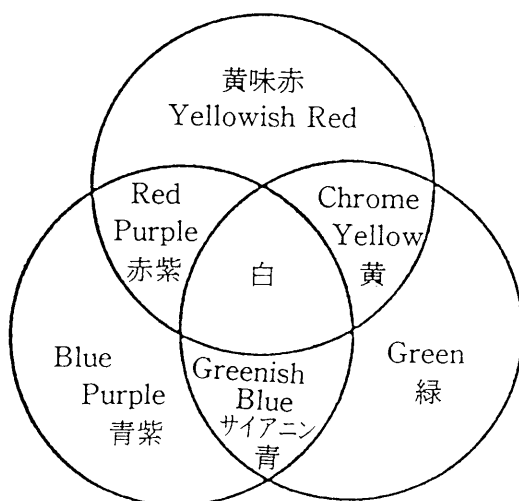 黄味赤
Yellowish Red
Red
Purple
赤紫
Chrome
Yellow
黄
白
Blue
Purple
青紫
Greenish
Blue
サイアニン
青
Green
緑